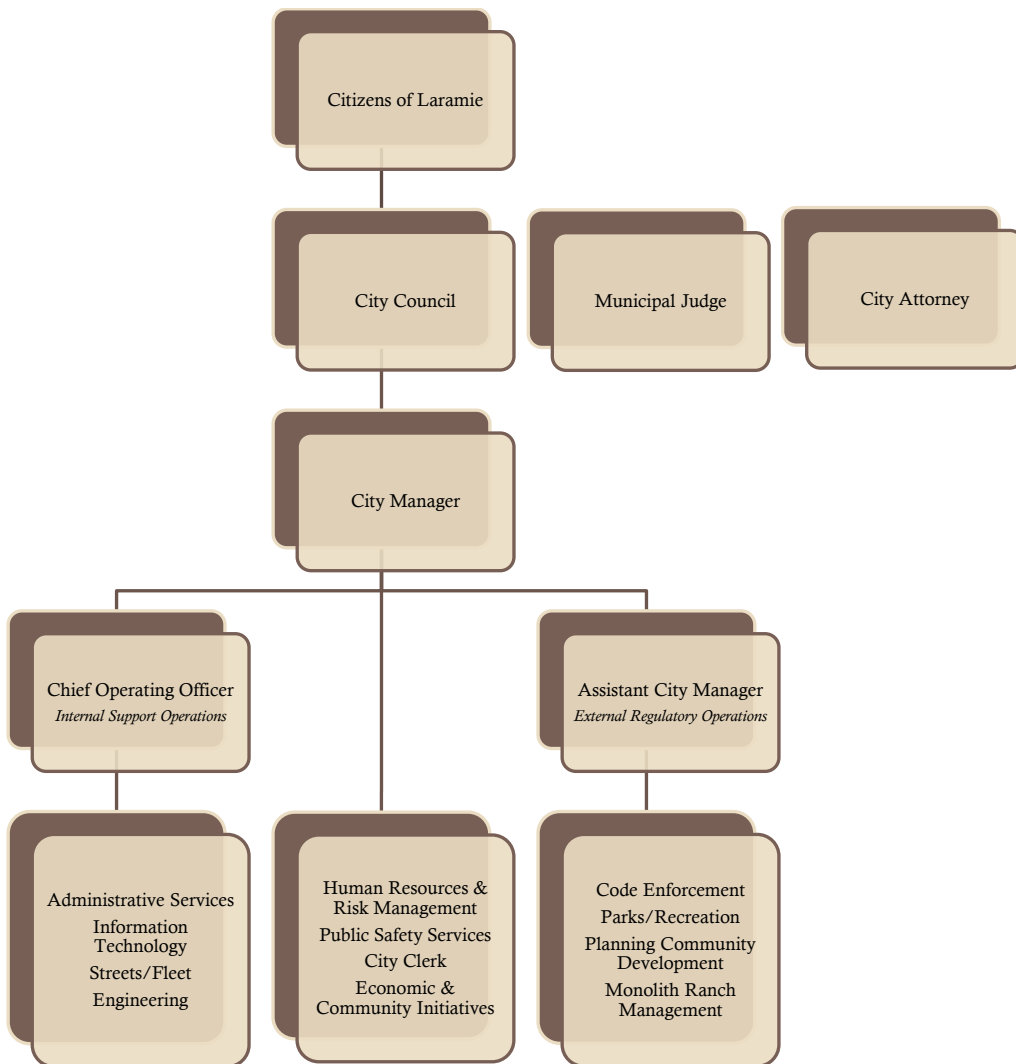 Citizens of Laramie
City Council
Municipal Judge
City Attorney
City Manager
Chief Operating Officer
Internal Support Operations
Assistant City Manager
External Regulatory Operations
Administrative Services
Information
Technology
Streets/Fleet
Engineering
Human Resources &
Risk Management
Public Safety Services
City Clerk
Economic &
Community Initiatives
Code Enforcement
Parks/Recreation
Planning Community
Development
Monolith Ranch
Management